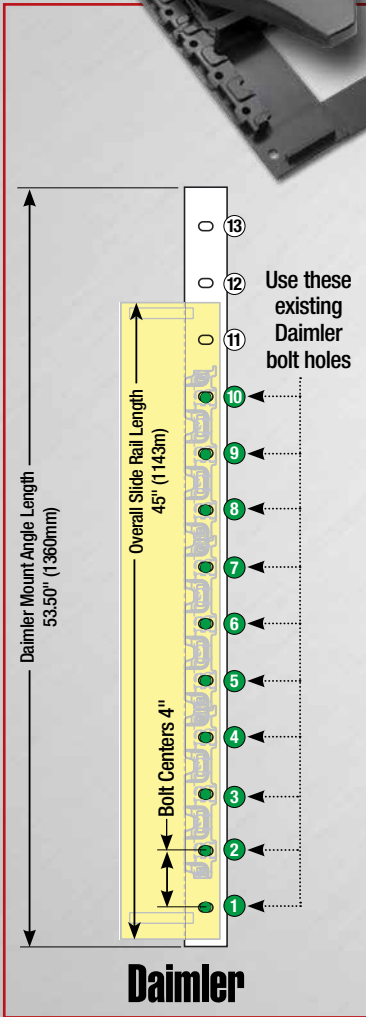 13
12
Use these
existing
Daimler
bolt holes
11
10
9
8
7
6
5
4
3
2
1
Daimler Mount Angle Length
53.50" (1360mm)
Overall Slide Rail Length
45" (1143m)
Bolt Centers 4"
Daimler